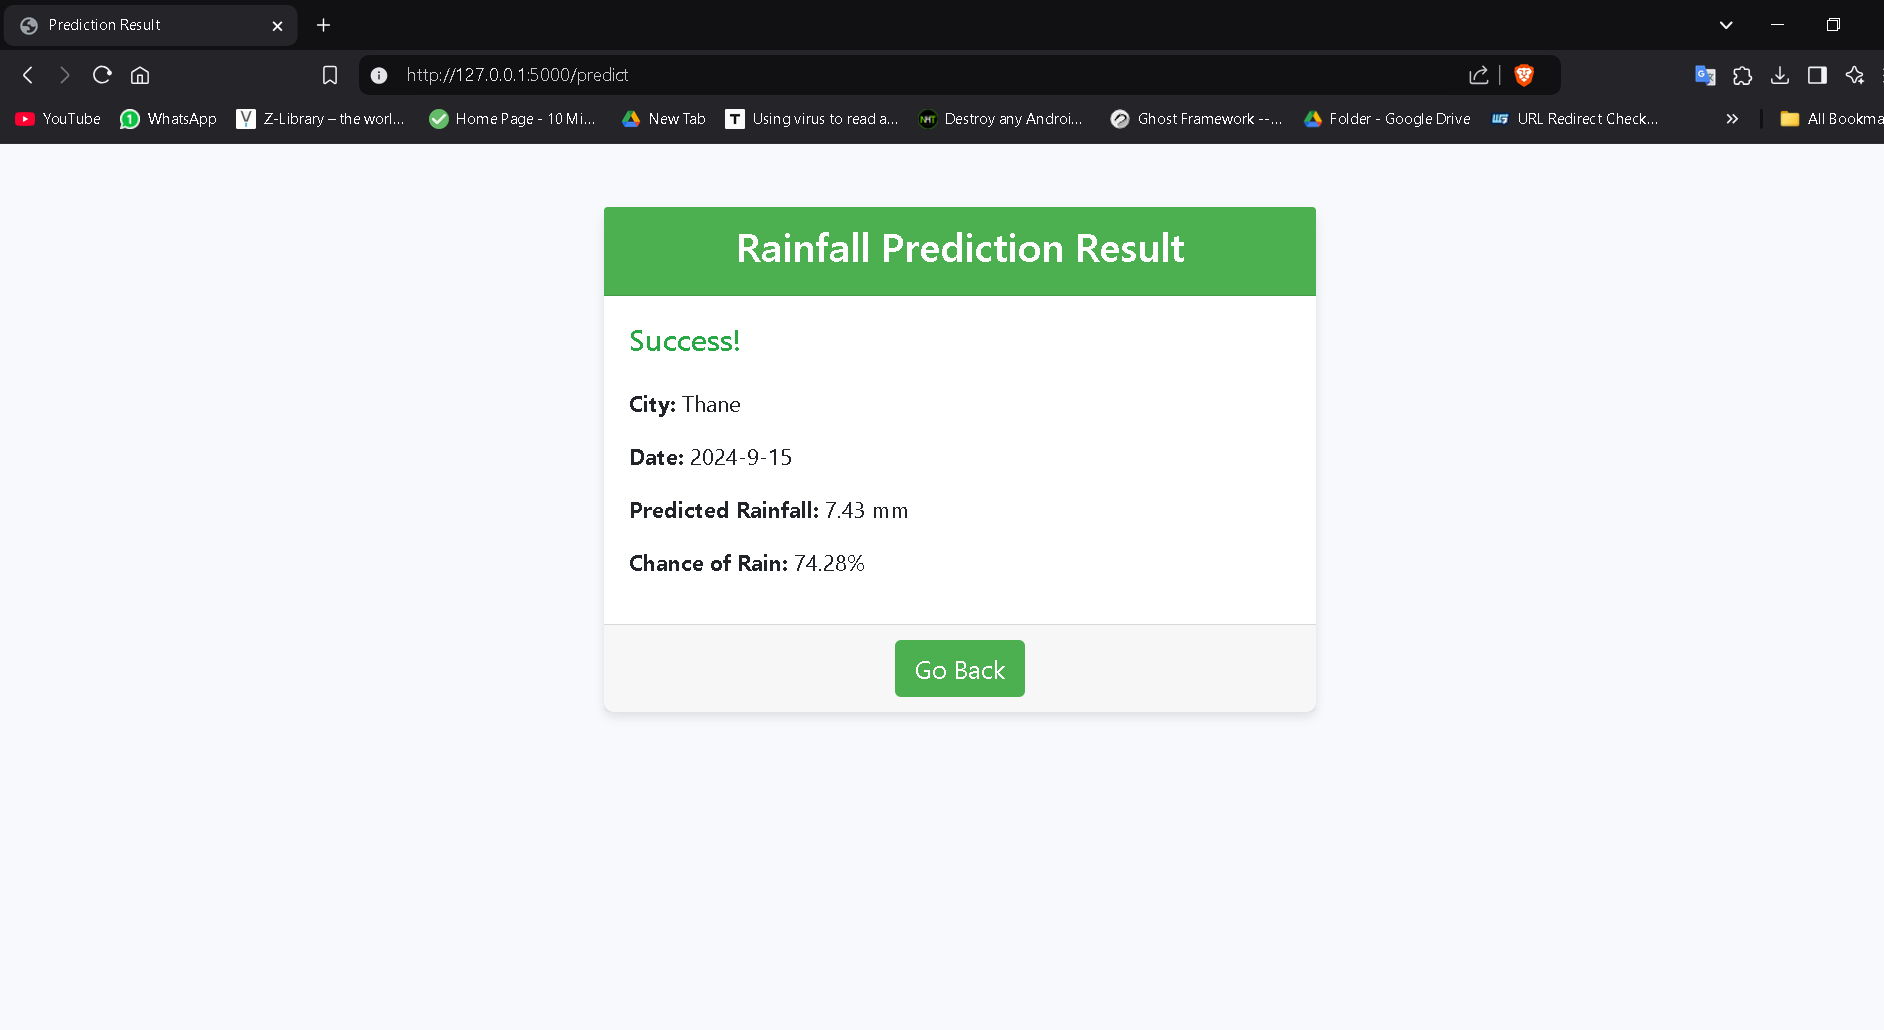 Prediction Result
http://127.0.0.1:5000/predict
YouTube WhatsApp Z-Library – the worl... Home Page - 10 Mi... New Tab Using virus to read a... Destroy any Androi... Ghost Framework --... Folder - Google Drive URL Redirect Check... All Bookma
Rainfall Prediction Result
Success!
City: Thane
Date: 2024-9-15
Predicted Rainfall: 7.43 mm
Chance of Rain: 74.28%
Go Back